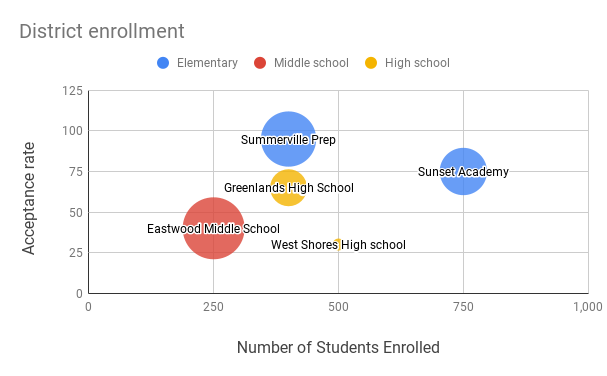 District enrollment
Elementary
Middle school
High school
Acceptance rate
125
100
75
50
25
0
Summerville Prep
Sunset Academy
Greenlands High School
Eastwood Middle School
West Shores High school
0
250
500
750
1,000
Number of Students Enrolled